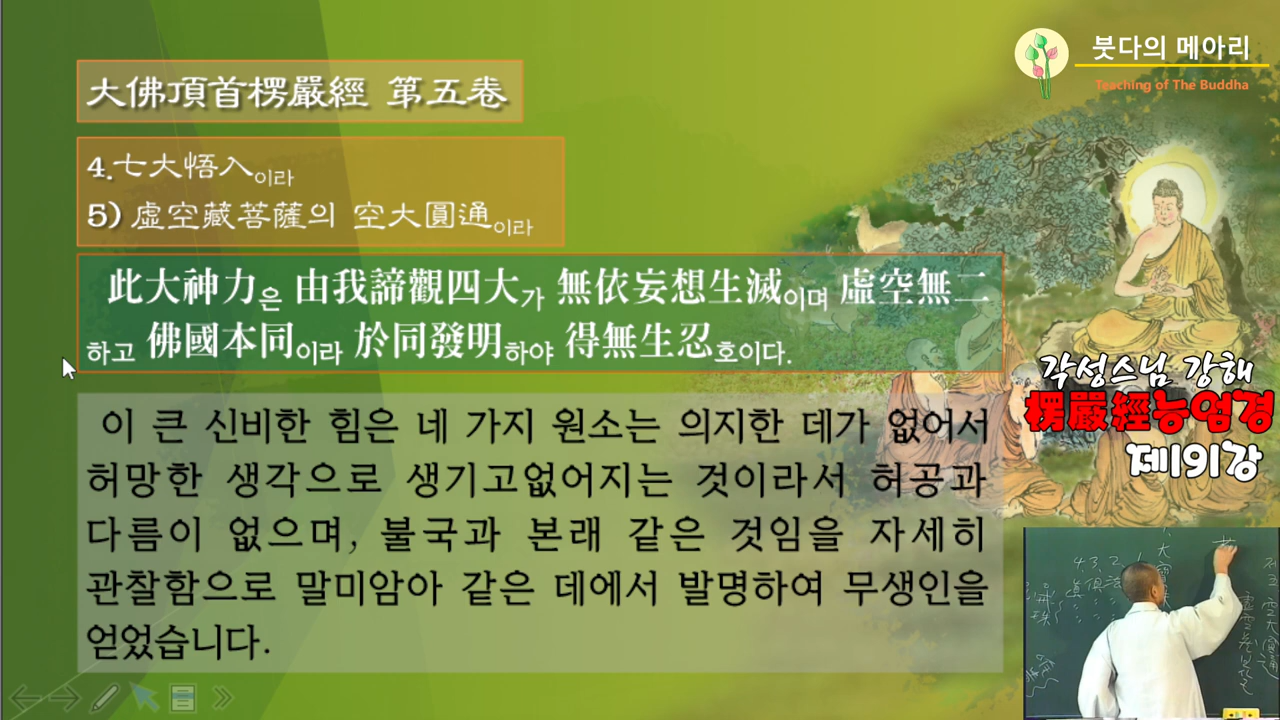 大佛頂首楞嚴經 第五卷
붓다의 메아리
Teaching of The Buddha
4.七大悟入이라
5) 虛空藏菩薩의 空大圓通이라
此大神力은 由我諦觀四大가 無依妄想生滅이며 虛空無二
하고 佛國本同이라 於同發明하야 得無生忍호이다.
이 큰 신비한 힘은 네 가지 원소는 의지한 데가 없어서
허망한 생각으로 생기고없어지는 것이라서 허공과
다름이 없으며, 불국과 본래 같은 것임을 자세히
관찰함으로 말미암아 같은 데에서 발명하여 무생인을
얻었습니다.
각성스님 강해
楞嚴經능엄경
제191강